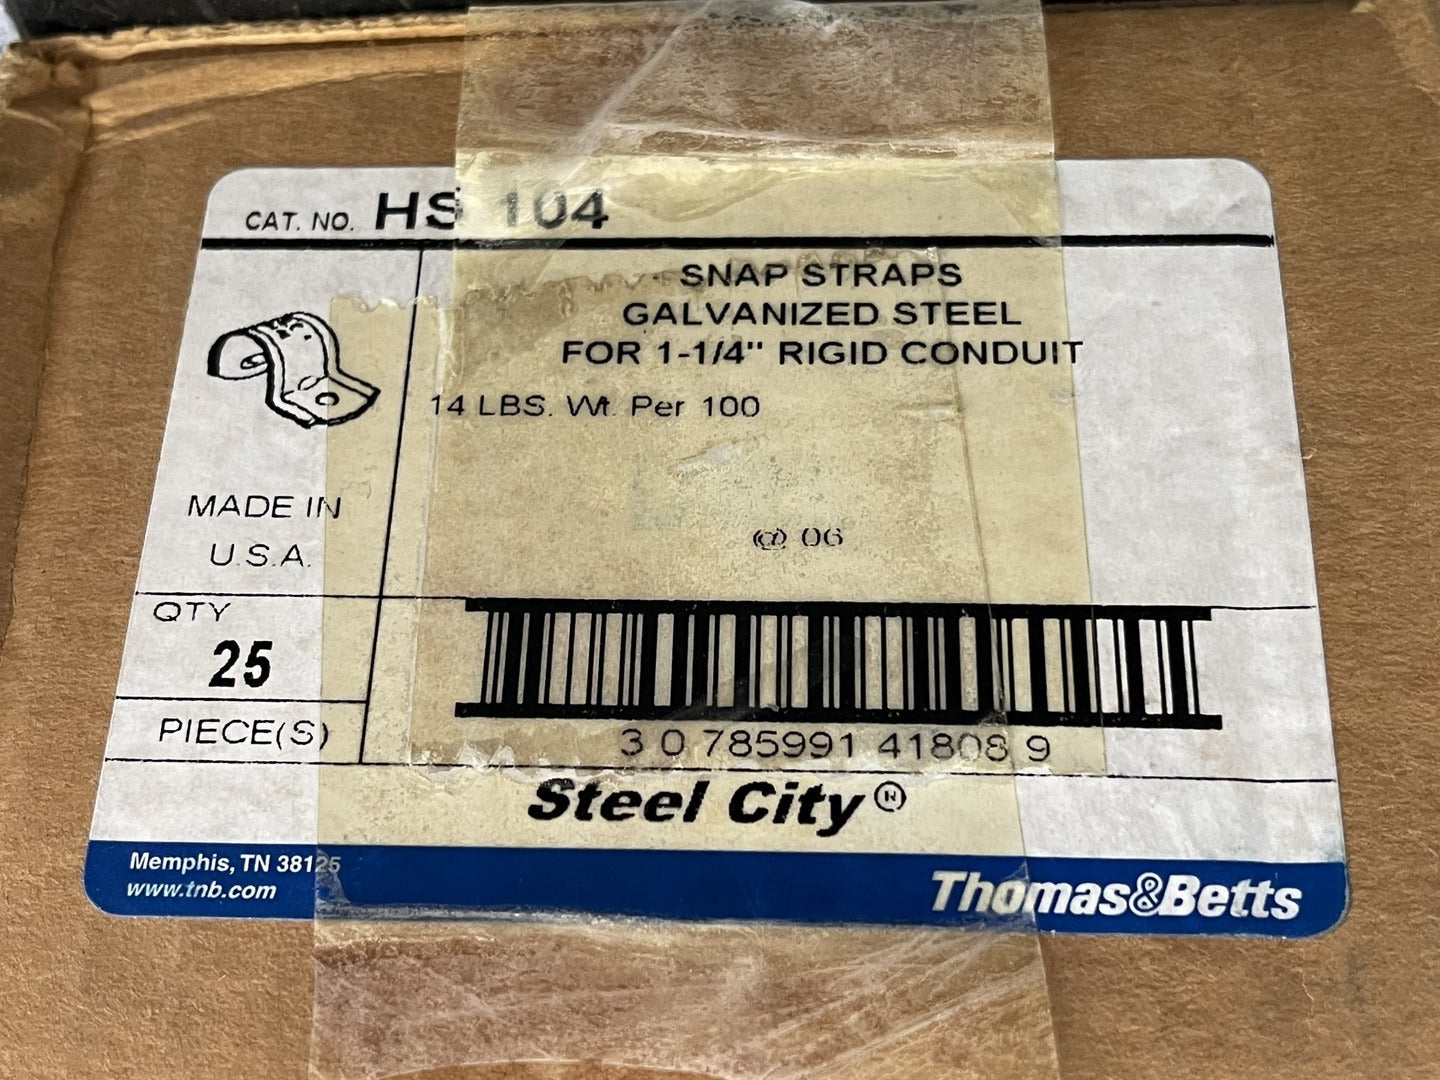 CAT. NO. HS 104
SNAP STRAPS
GALVANIZED STEEL
FOR 1-1/4" RIGID CONDUIT
14 LBS. Wt. Per 100
MADE IN
U.S.A.
@ 06
QTY
25
PIECE(S)
3 0 785991 41808 9
Steel City®
Memphis, TN 38125
www.tnb.com
Thomas&Betts